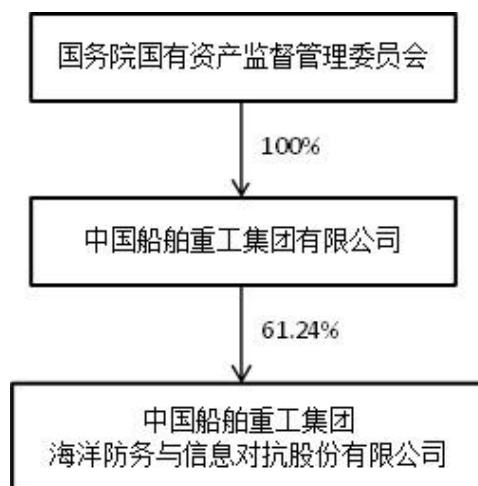 国务院国有资产监督管理委员会
100%
中国船舶重工集团有限公司
61.24%
中国船舶重工集团
海洋防务与信息对抗股份有限公司